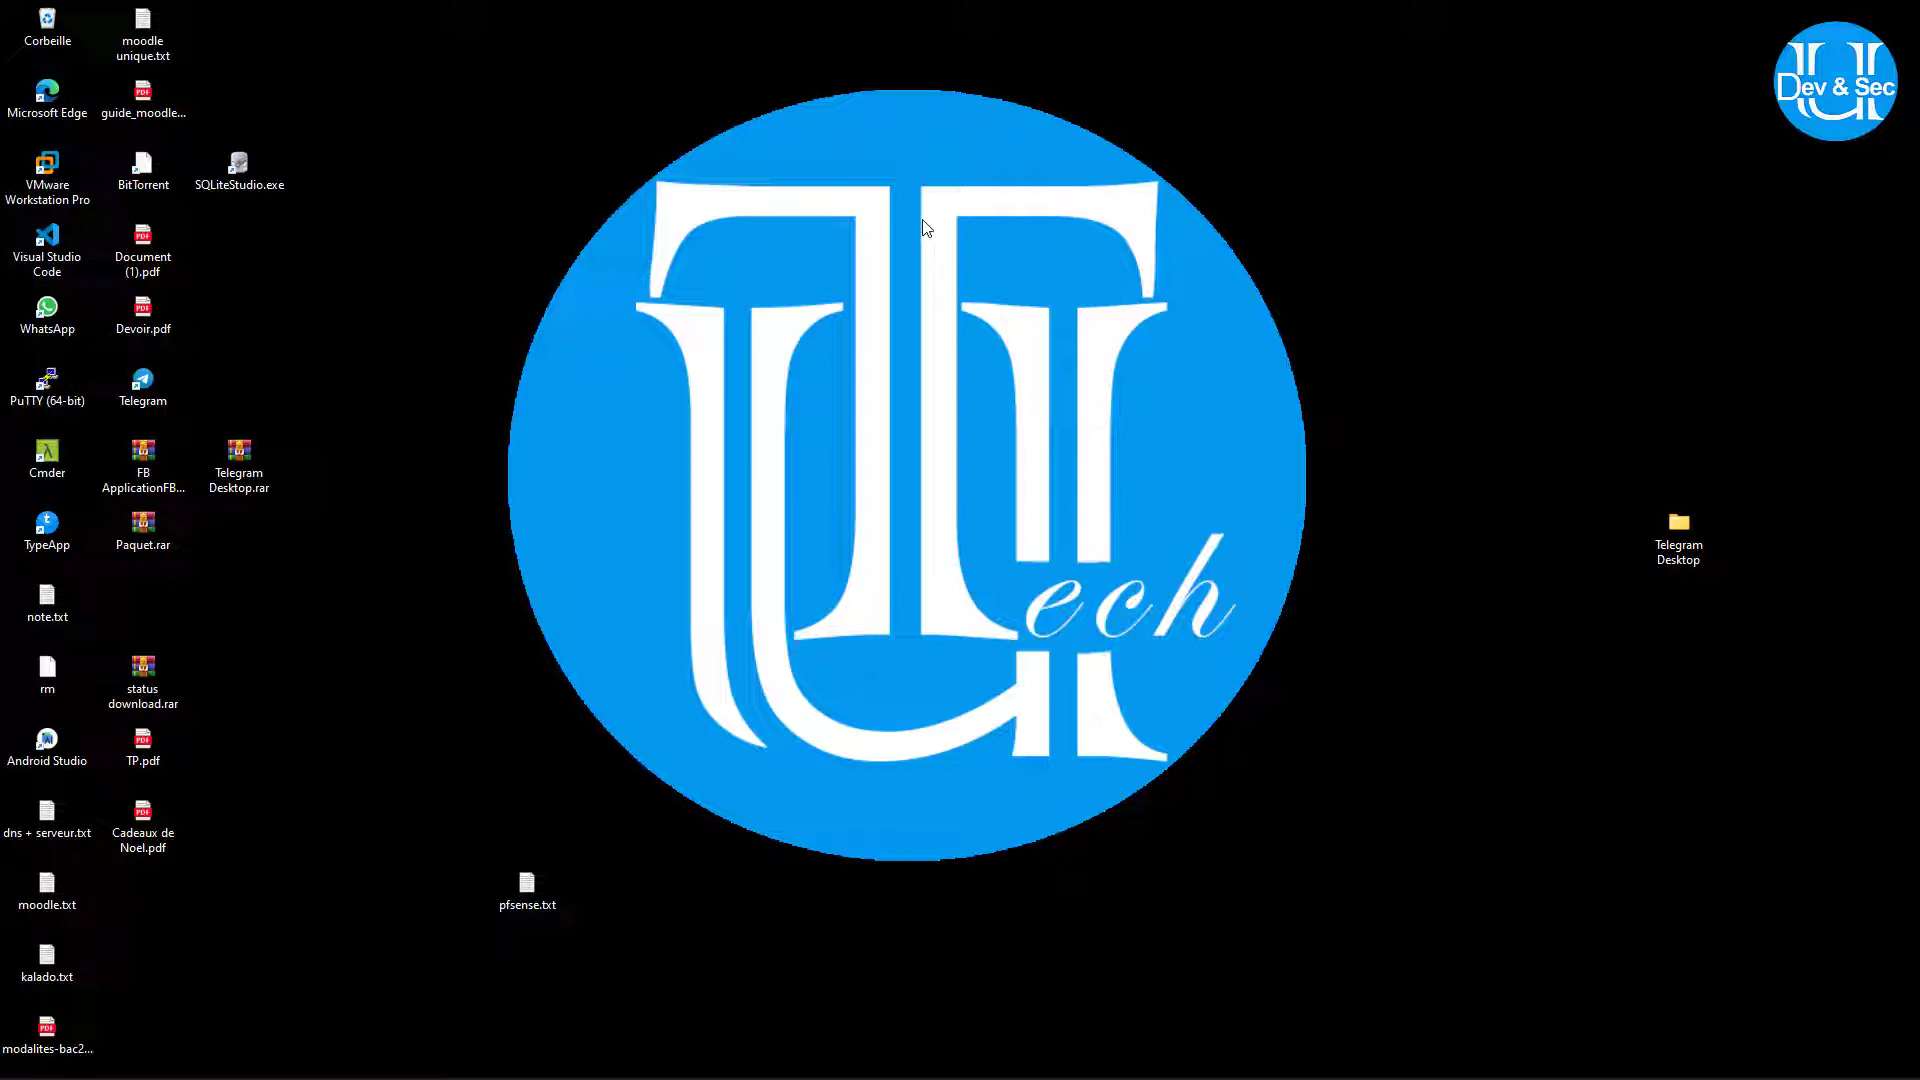 Corbeille
moodle
unique.txt
Microsoft Edge
guide_moodle...
VMware
Workstation Pro
BitTorrent
SQLiteStudio.exe
Visual Studio
Code
Document
(1).pdf
WhatsApp
Devoir.pdf
PuTTY (64-bit)
Telegram
Cmder
FB
ApplicationFB...
Telegram
Desktop.rar
TypeApp
Paquet.rar
note.txt
rm
status
download.rar
Android Studio
TP.pdf
dns + serveur.txt
Cadeaux de
Noel.pdf
moodle.txt
kalado.txt
modalites-bac2...
pfsense.txt
Tech
U
Dev & Sec
Telegram
Desktop